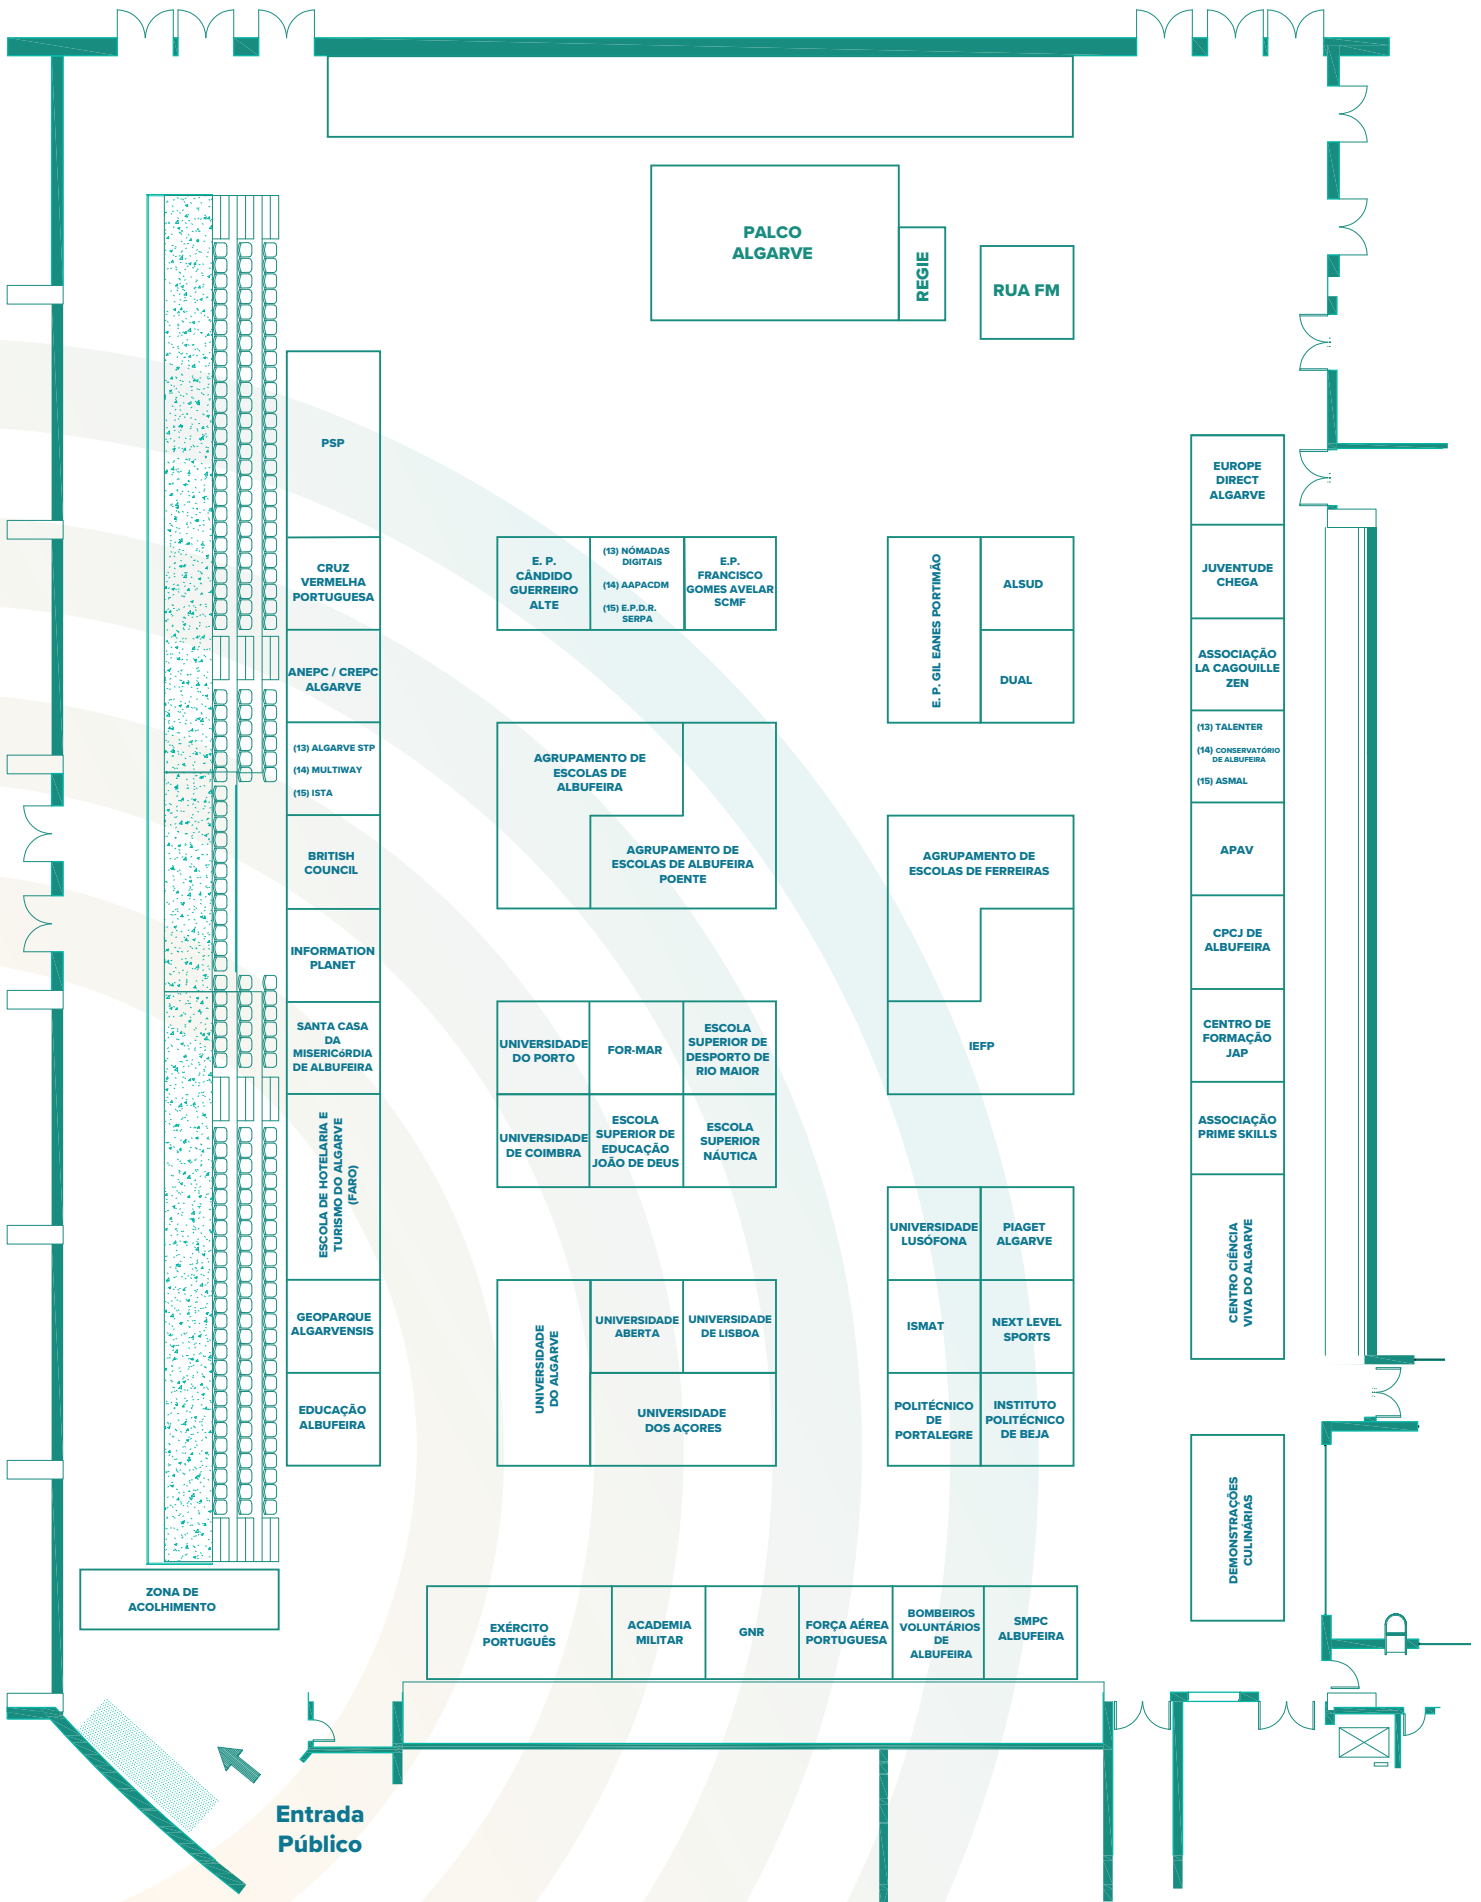 PALCO
ALGARVE
REGIE
RUA FM
PSP
CRUZ
VERMELHA
PORTUGUESA
ANEPC / CREPC
ALGARVE
(13) ALGARVE STP
(14) MULTIWAY
(15) ISTA
BRITISH
COUNCIL
INFORMATION
PLANET
SANTA CASA
DA
MISERICóRDIA
DE ALBUFEIRA
ESCOLA DE HOTELARIA E
TURISMO DO ALGARVE
(FARO)
GEOPARQUE
ALGARVENSIS
EDUCAÇÃO
ALBUFEIRA
ZONA DE
ACOLHIMENTO
E. P.
CÂNDIDO
GUERREIRO
ALTE
(13) NÓMADAS
DIGITAIS
(14) AAPACDM
(15) E.P.D.R.
SERPA
E.P.
FRANCISCO
GOMES AVELAR
SCMF
AGRUPAMENTO DE
ESCOLAS DE
ALBUFEIRA
AGRUPAMENTO DE
ESCOLAS DE ALBUFEIRA
POENTE
UNIVERSIDADE
DO PORTO
FOR-MAR
ESCOLA
SUPERIOR DE
DESPORTO DE
RIO MAIOR
UNIVERSIDADE
DE COIMBRA
ESCOLA
SUPERIOR DE
EDUCAÇÃO
JOÃO DE DEUS
ESCOLA
SUPERIOR
NÁUTICA
UNIVERSIDADE
DO ALGARVE
UNIVERSIDADE
ABERTA
UNIVERSIDADE
DE LISBOA
UNIVERSIDADE
DOS AÇORES
E. P. GIL EANES PORTIMÃO
ALSUD
DUAL
AGRUPAMENTO DE
ESCOLAS DE FERREIRAS
IEFP
UNIVERSIDADE
LUSÓFONA
PIAGET
ALGARVE
ISMAT
NEXT LEVEL
SPORTS
POLITÉCNICO
DE
PORTALEGRE
INSTITUTO
POLITÉCNICO
DE BEJA
EUROPE
DIRECT
ALGARVE
JUVENTUDE
CHEGA
ASSOCIAÇÃO
LA CAGOUILLE
ZEN
(13) TALENTER
(14) CONSERVATÓRIO
DE ALBUFEIRA
(15) ASMAL
APAV
CPCJ DE
ALBUFEIRA
CENTRO DE
FORMAÇÃO
JAP
ASSOCIAÇÃO
PRIME SKILLS
CENTRO CIÊNCIA
VIVA DO ALGARVE
DEMONSTRAÇÕES
CULINÁRIAS
EXÉRCITO
PORTUGUÊS
ACADEMIA
MILITAR
GNR
FORÇA AÉREA
PORTUGUESA
BOMBEIROS
VOLUNTÁRIOS
DE
ALBUFEIRA
SMPC
ALBUFEIRA
Entrada
Público